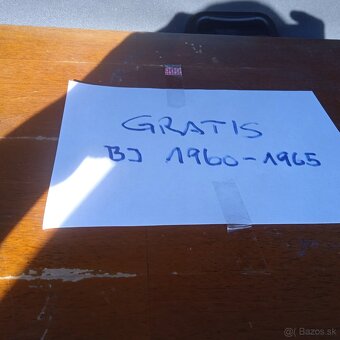 GRATIS
BJ 1960-1965
@( Bazos.sk